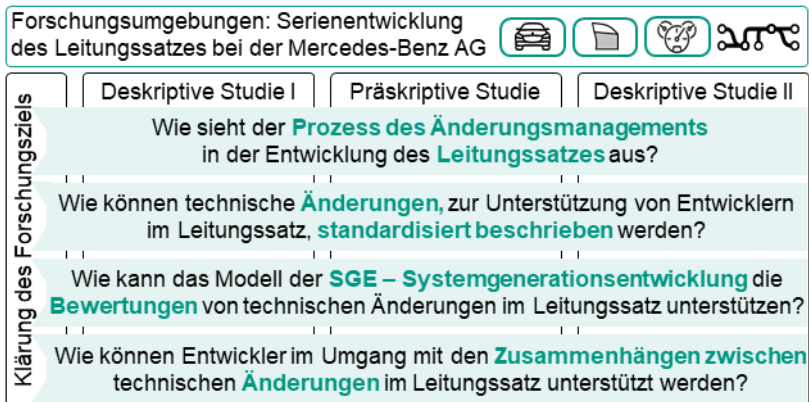 Forschungsumgebungen: Serienentwicklung
des Leitungssatzes bei der Mercedes-Benz AG
Klärung des Forschungsziels
Deskriptive Studie I
Präskriptive Studie
Deskriptive Studie II
Wie sieht der Prozess des Änderungsmanagements
in der Entwicklung des Leitungssatzes aus?
Wie können technische Änderungen, zur Unterstützung von Entwicklern
im Leitungssatz, standardisiert beschrieben werden?
Wie kann das Modell der SGE – Systemgenerationsentwicklung die
Bewertungen von technischen Änderungen im Leitungssatz unterstützen?
Wie können Entwickler im Umgang mit den Zusammenhängen zwischen
technischen Änderungen im Leitungssatz unterstützt werden?